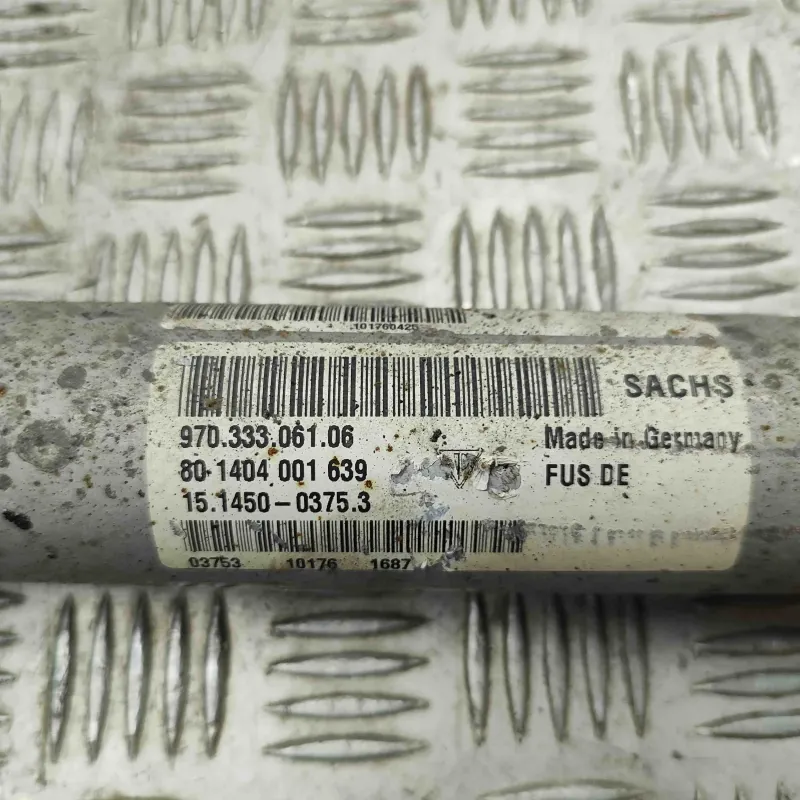 101760425
SACHS
970.333.061.06
Made in Germany
80 1404 001 639
FUS DE
15.1450-0375.3
03753 10176 1687